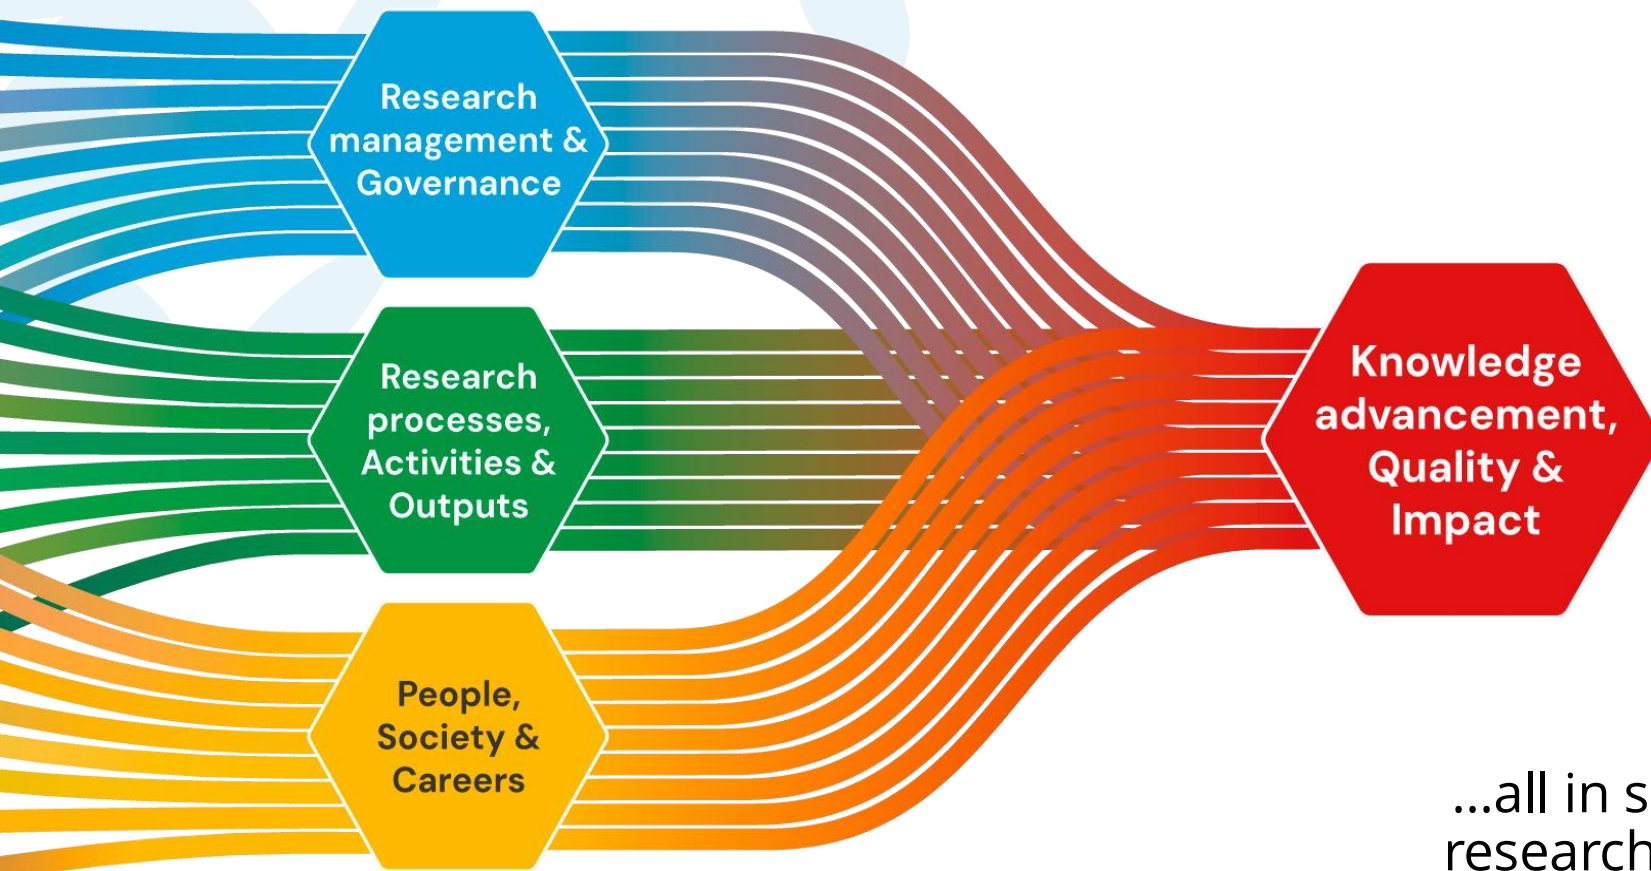 Research
management &
Governance
Research
processes,
Activities &
Outputs
People,
Society &
Careers
Knowledge
advancement,
Quality &
Impact
...all in s
research